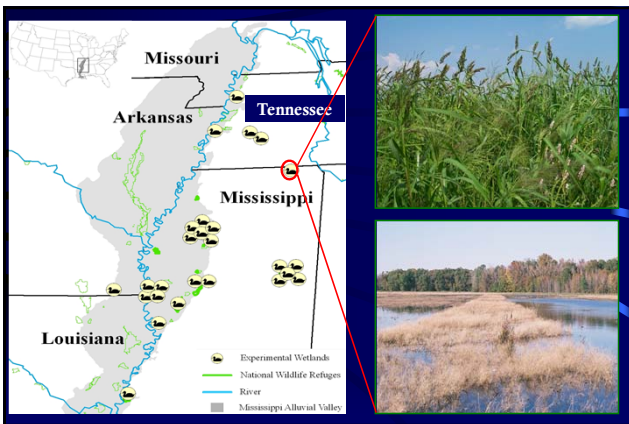 Missouri
Tennessee
Arkansas
Mississippi
Louisiana
Experimental Wetlands
National Wildlife Refuges
River
Mississippi Alluvial Valley